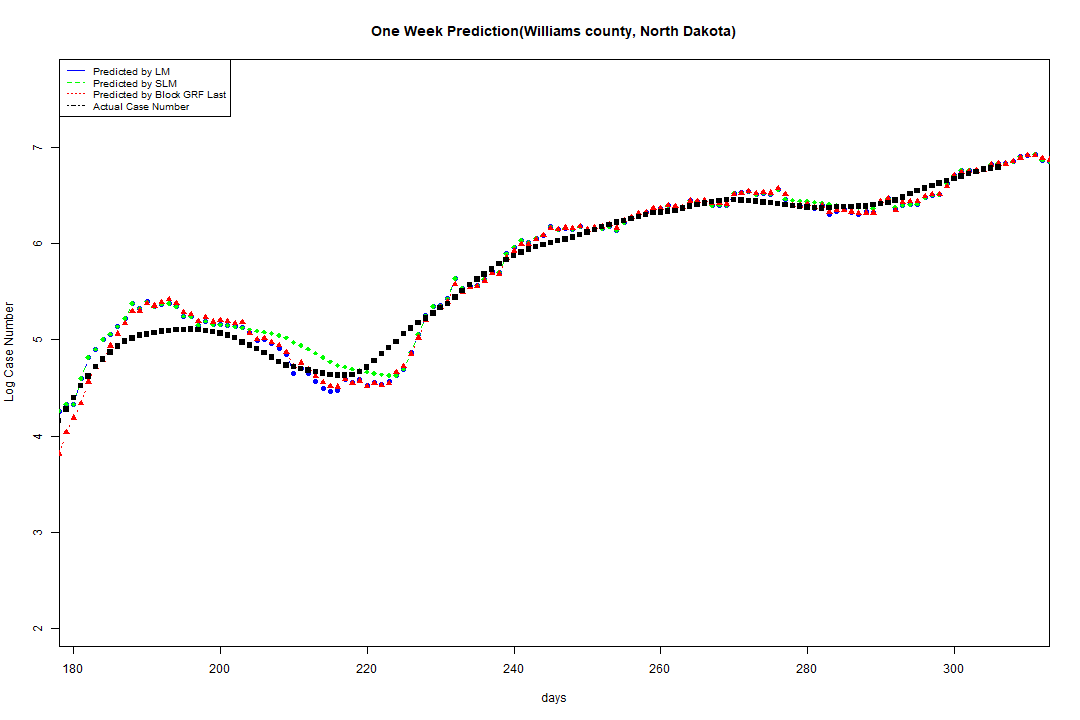 One Week Prediction(Williams county, North Dakota)
Predicted by LM
Predicted by SLM
Predicted by Block GRF Last
Actual Case Number
7
6
5
4
3
2
Log Case Number
180 200 220 240 260 280 300
days